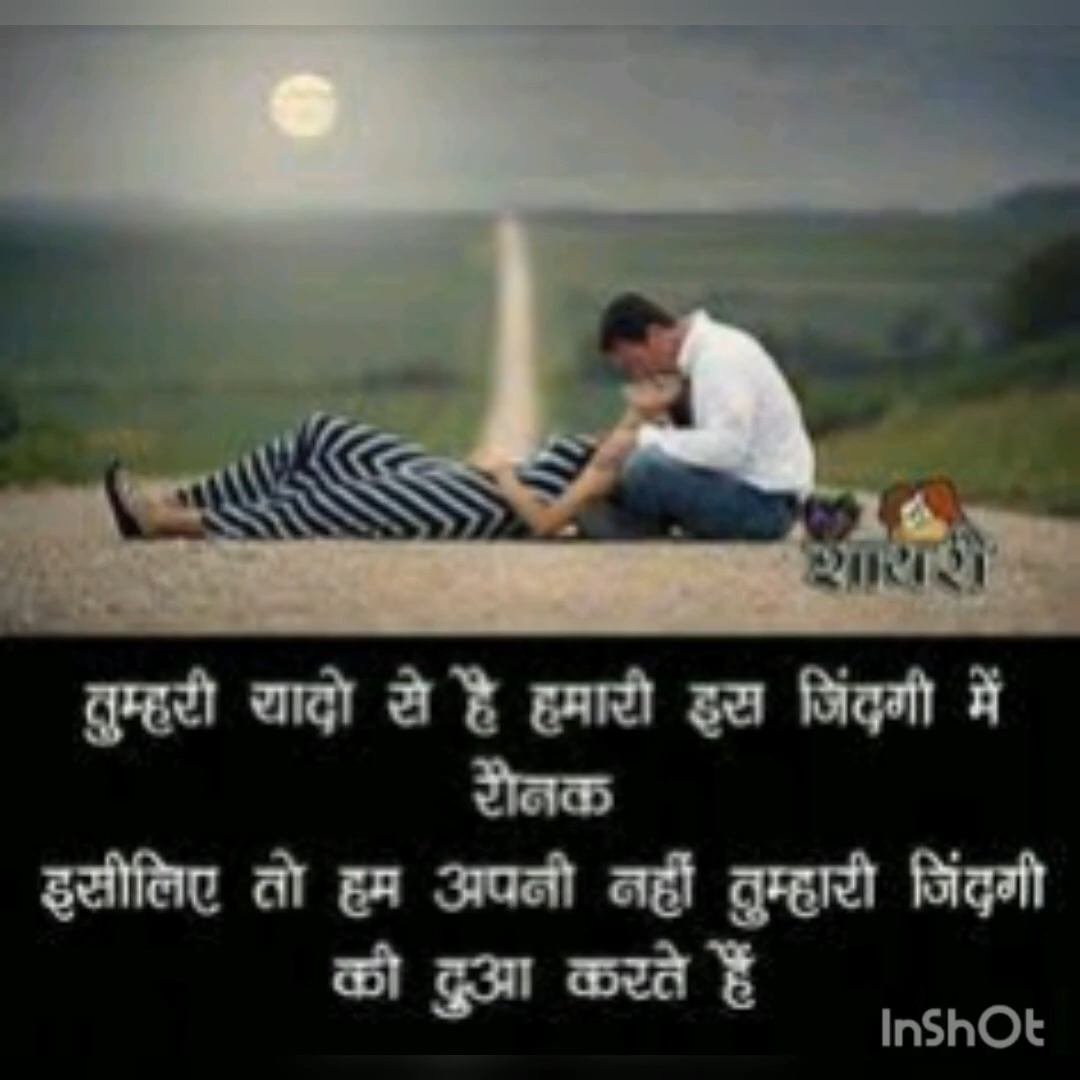 शायरी
तुम्हरी यादो से है हमारी इस जिंदगी में
रौनक
इसीलिए तो हम अपनी नहीं तुम्हारी जिंदगी
की दुआ करते हैं
InShOt